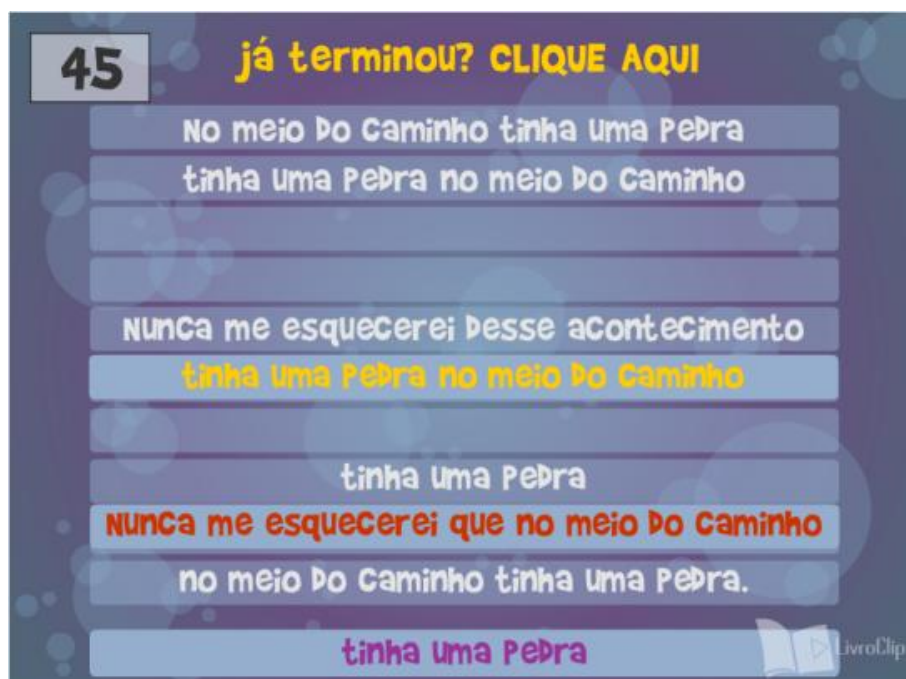 45
já terminou? CLIQUE AQUI
No meio do caminho tinha uma pedra
tinha uma pedra no meio do caminho
Nunca me esquecerei desse acontecimento
tinha uma pedra no meio do caminho
tinha uma pedra
Nunca me esquecerei que no meio do caminho
no meio do caminho tinha uma pedra.
tinha uma pedra
LivroClip